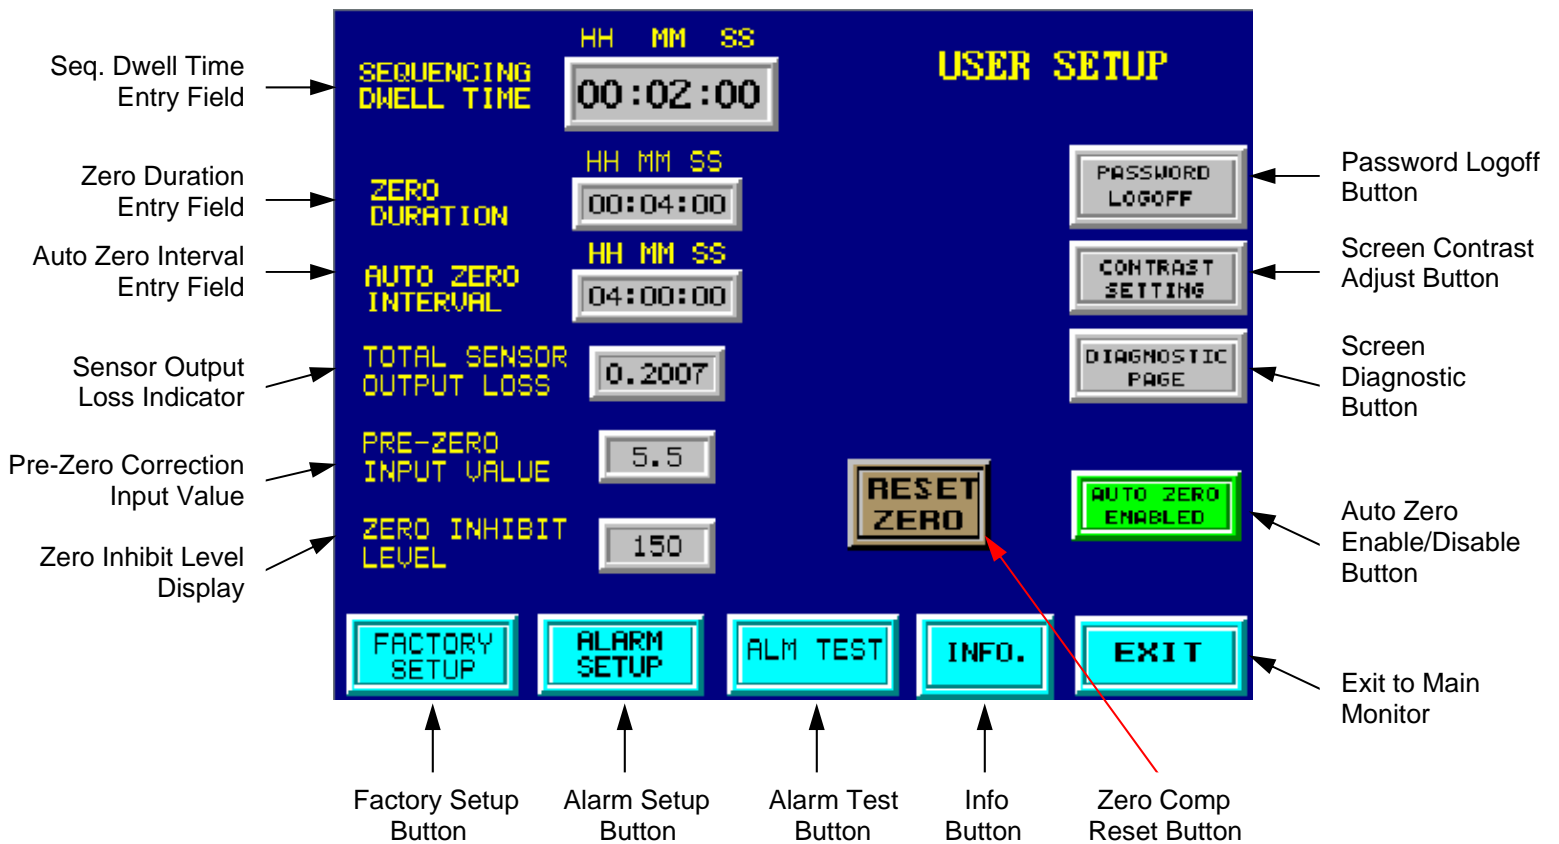 Seq. Dwell Time
Entry Field
Zero Duration
Entry Field
Auto Zero Interval
Entry Field
Sensor Output
Loss Indicator
Pre-Zero Correction
Input Value
Zero Inhibit Level
Display
HH MM SS
SEQUENCING
DWELL TIME
00:02:00
USER SETUP
HH MM SS
ZERO
DURATION
00:04:00
HH MM SS
AUTO ZERO
INTERVAL
04:00:00
TOTAL SENSOR
OUTPUT LOSS
0.2007
PRE-ZERO
INPUT VALUE
5.5
ZERO INHIBIT
LEVEL
150
RESET
ZERO
PASSWORD
LOGOFF
CONTRAST
SETTING
DIAGNOSTIC
PAGE
AUTO ZERO
ENABLED
FACTORY
SETUP
ALARM
SETUP
ALM TEST
INFO.
EXIT
Password Logoff
Button
Screen Contrast
Adjust Button
Screen
Diagnostic
Button
Auto Zero
Enable/Disable
Button
Exit to Main
Monitor
Factory Setup
Button
Alarm Setup
Button
Alarm Test
Button
Info
Button
Zero Comp
Reset Button